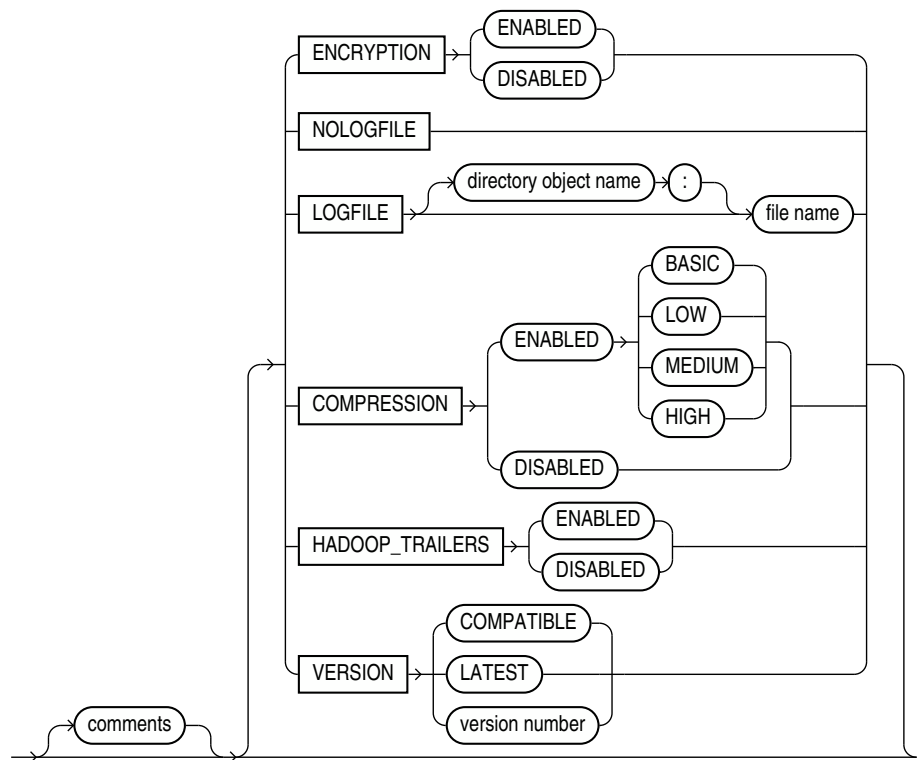 ENABLED
ENCRYPTION
DISABLED
NOLOGFILE
directory object name :
LOGFILE file name
BASIC
LOW
ENABLED
MEDIUM
COMPRESSION
HIGH
DISABLED
ENABLED
HADOOP_TRAILERS
DISABLED
COMPATIBLE
VERSION LATEST
comments version number